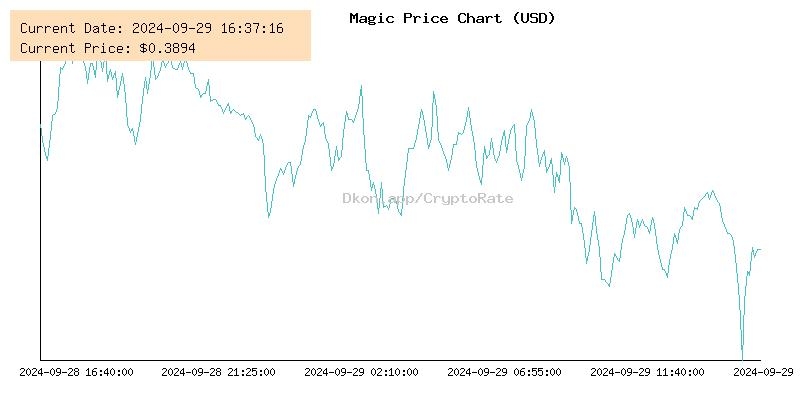 Magic Price Chart (USD)
Current Date: 2024-09-29 16:37:16
Current Price: $0.3894
Dkon.app/CryptoRate
2024-09-28 16:40:00 2024-09-28 21:25:00 2024-09-29 02:10:00 2024-09-29 06:55:00 2024-09-29 11:40:00 2024-09-29